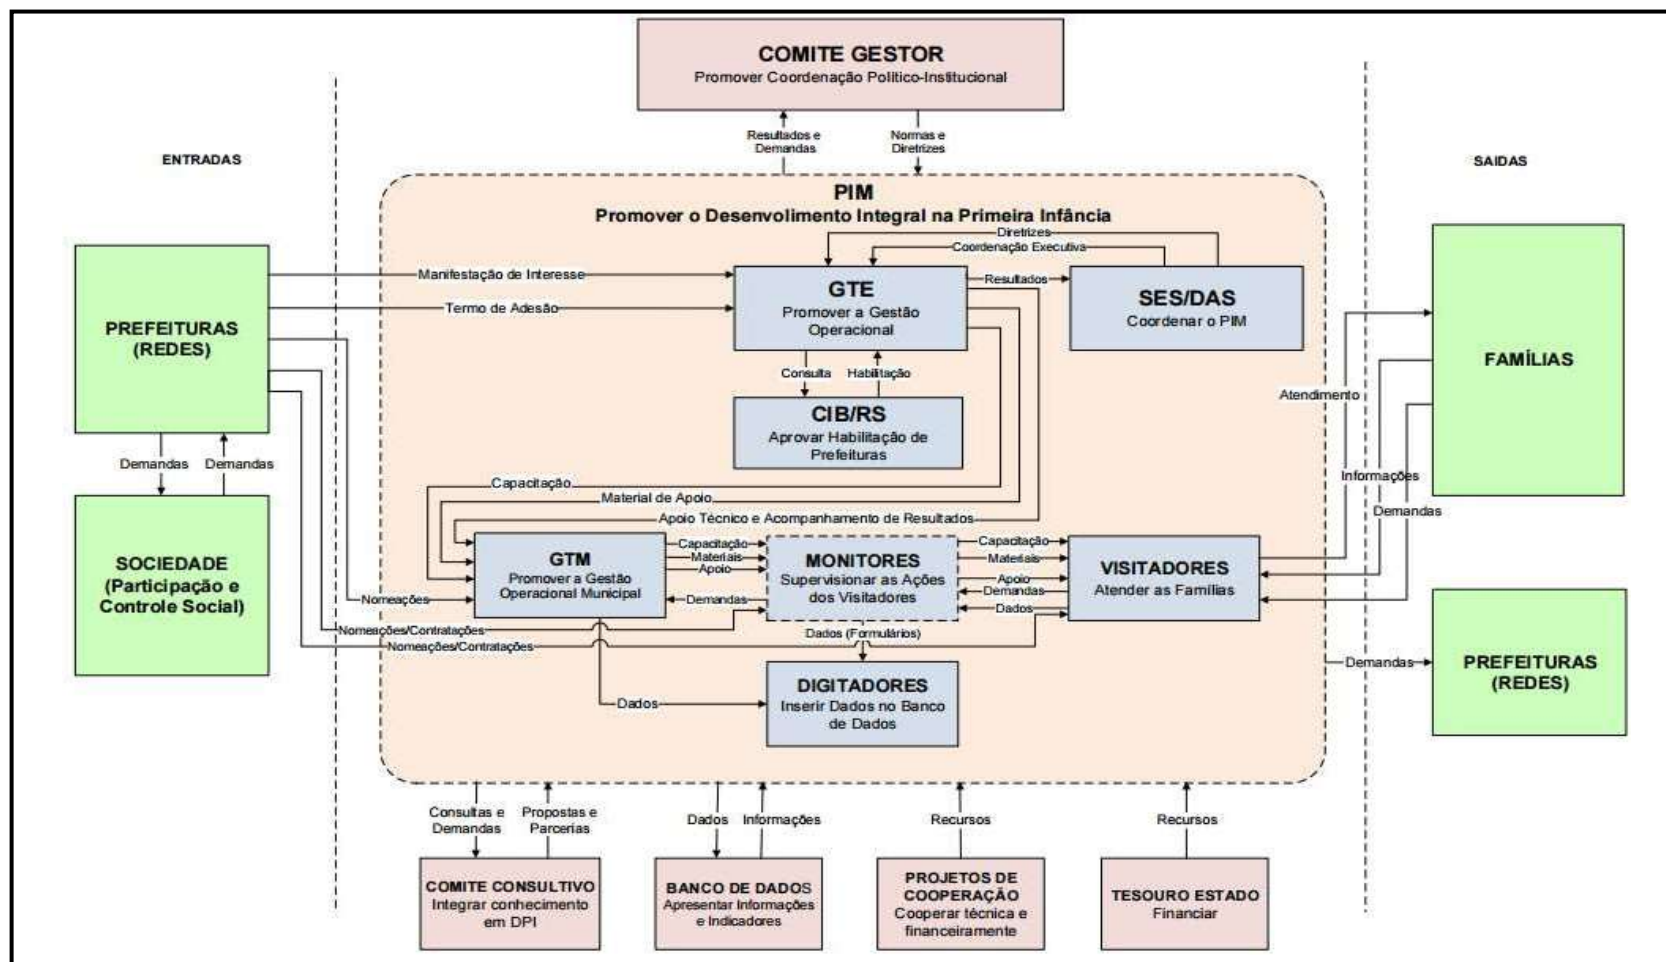 COMITE GESTOR
Promover Coordenação Político-Institucional
Resultados e
Demandas
Normas e
Diretrizes
ENTRADAS
SAIDAS
PIM
Promover o Desenvolimento Integral na Primeira Infância
Diretrizes
Coordenação Executiva
PREFEITURAS
(REDES)
Manifestação de Interesse
Termo de Adesão
GTE
Promover a Gestão
Operacional
Resultados
SES/DAS
Coordenar o PIM
FAMÍLIAS
Consulta
Habilitação
Atendimento
CIB/RS
Aprovar Habilitação de
Prefeituras
Demandas
Demandas
Capacitação
Material de Apoio
Apoio Técnico e Acompanhamento de Resultados
Informações
Demandas
SOCIEDADE
(Participação e
Controle Social)
GTM
Promover a Gestão
Operacional Municipal
Capacitação
Materiais
Apoio
Demandas
MONITORES
Supervisionar as Ações
dos Visitadores
Capacitação
Materiais
Apoio
Demandas
Dados
VISITADORES
Atender as Famílias
Nomeações
Nomeações/Contratações
Nomeações/Contratações
Dados (Formulários)
Demandas
PREFEITURAS
(REDES)
DIGITADORES
Inserir Dados no Banco
de Dados
Dados
Consultas e
Demandas
Propostas e
Parcerias
Dados
Informações
Recursos
Recursos
COMITE CONSULTIVO
Integrar conhecimento
em DPI
BANCO DE DADOS
Apresentar Informações
e Indicadores
PROJETOS DE
COOPERAÇÃO
Cooperar técnica e
financeiramente
TESOURO ESTADO
Financiar